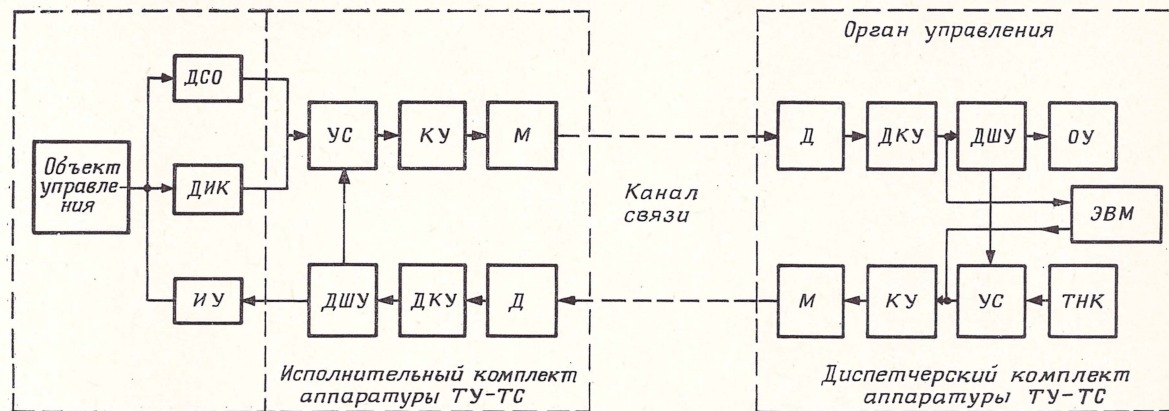 Орган управления
ДСО
УС
КУ
М
Д
ДКУ
ДШУ
ОУ
Объект
управле-
ния
ДИК
Канал
связи
ЭВМ
ИУ
ДШУ
ДКУ
Д
М
КУ
УС
ТНК
Исполнительный комплект
аппаратуры ТУ-ТС
Диспетчерский комплект
аппаратуры ТУ-ТС